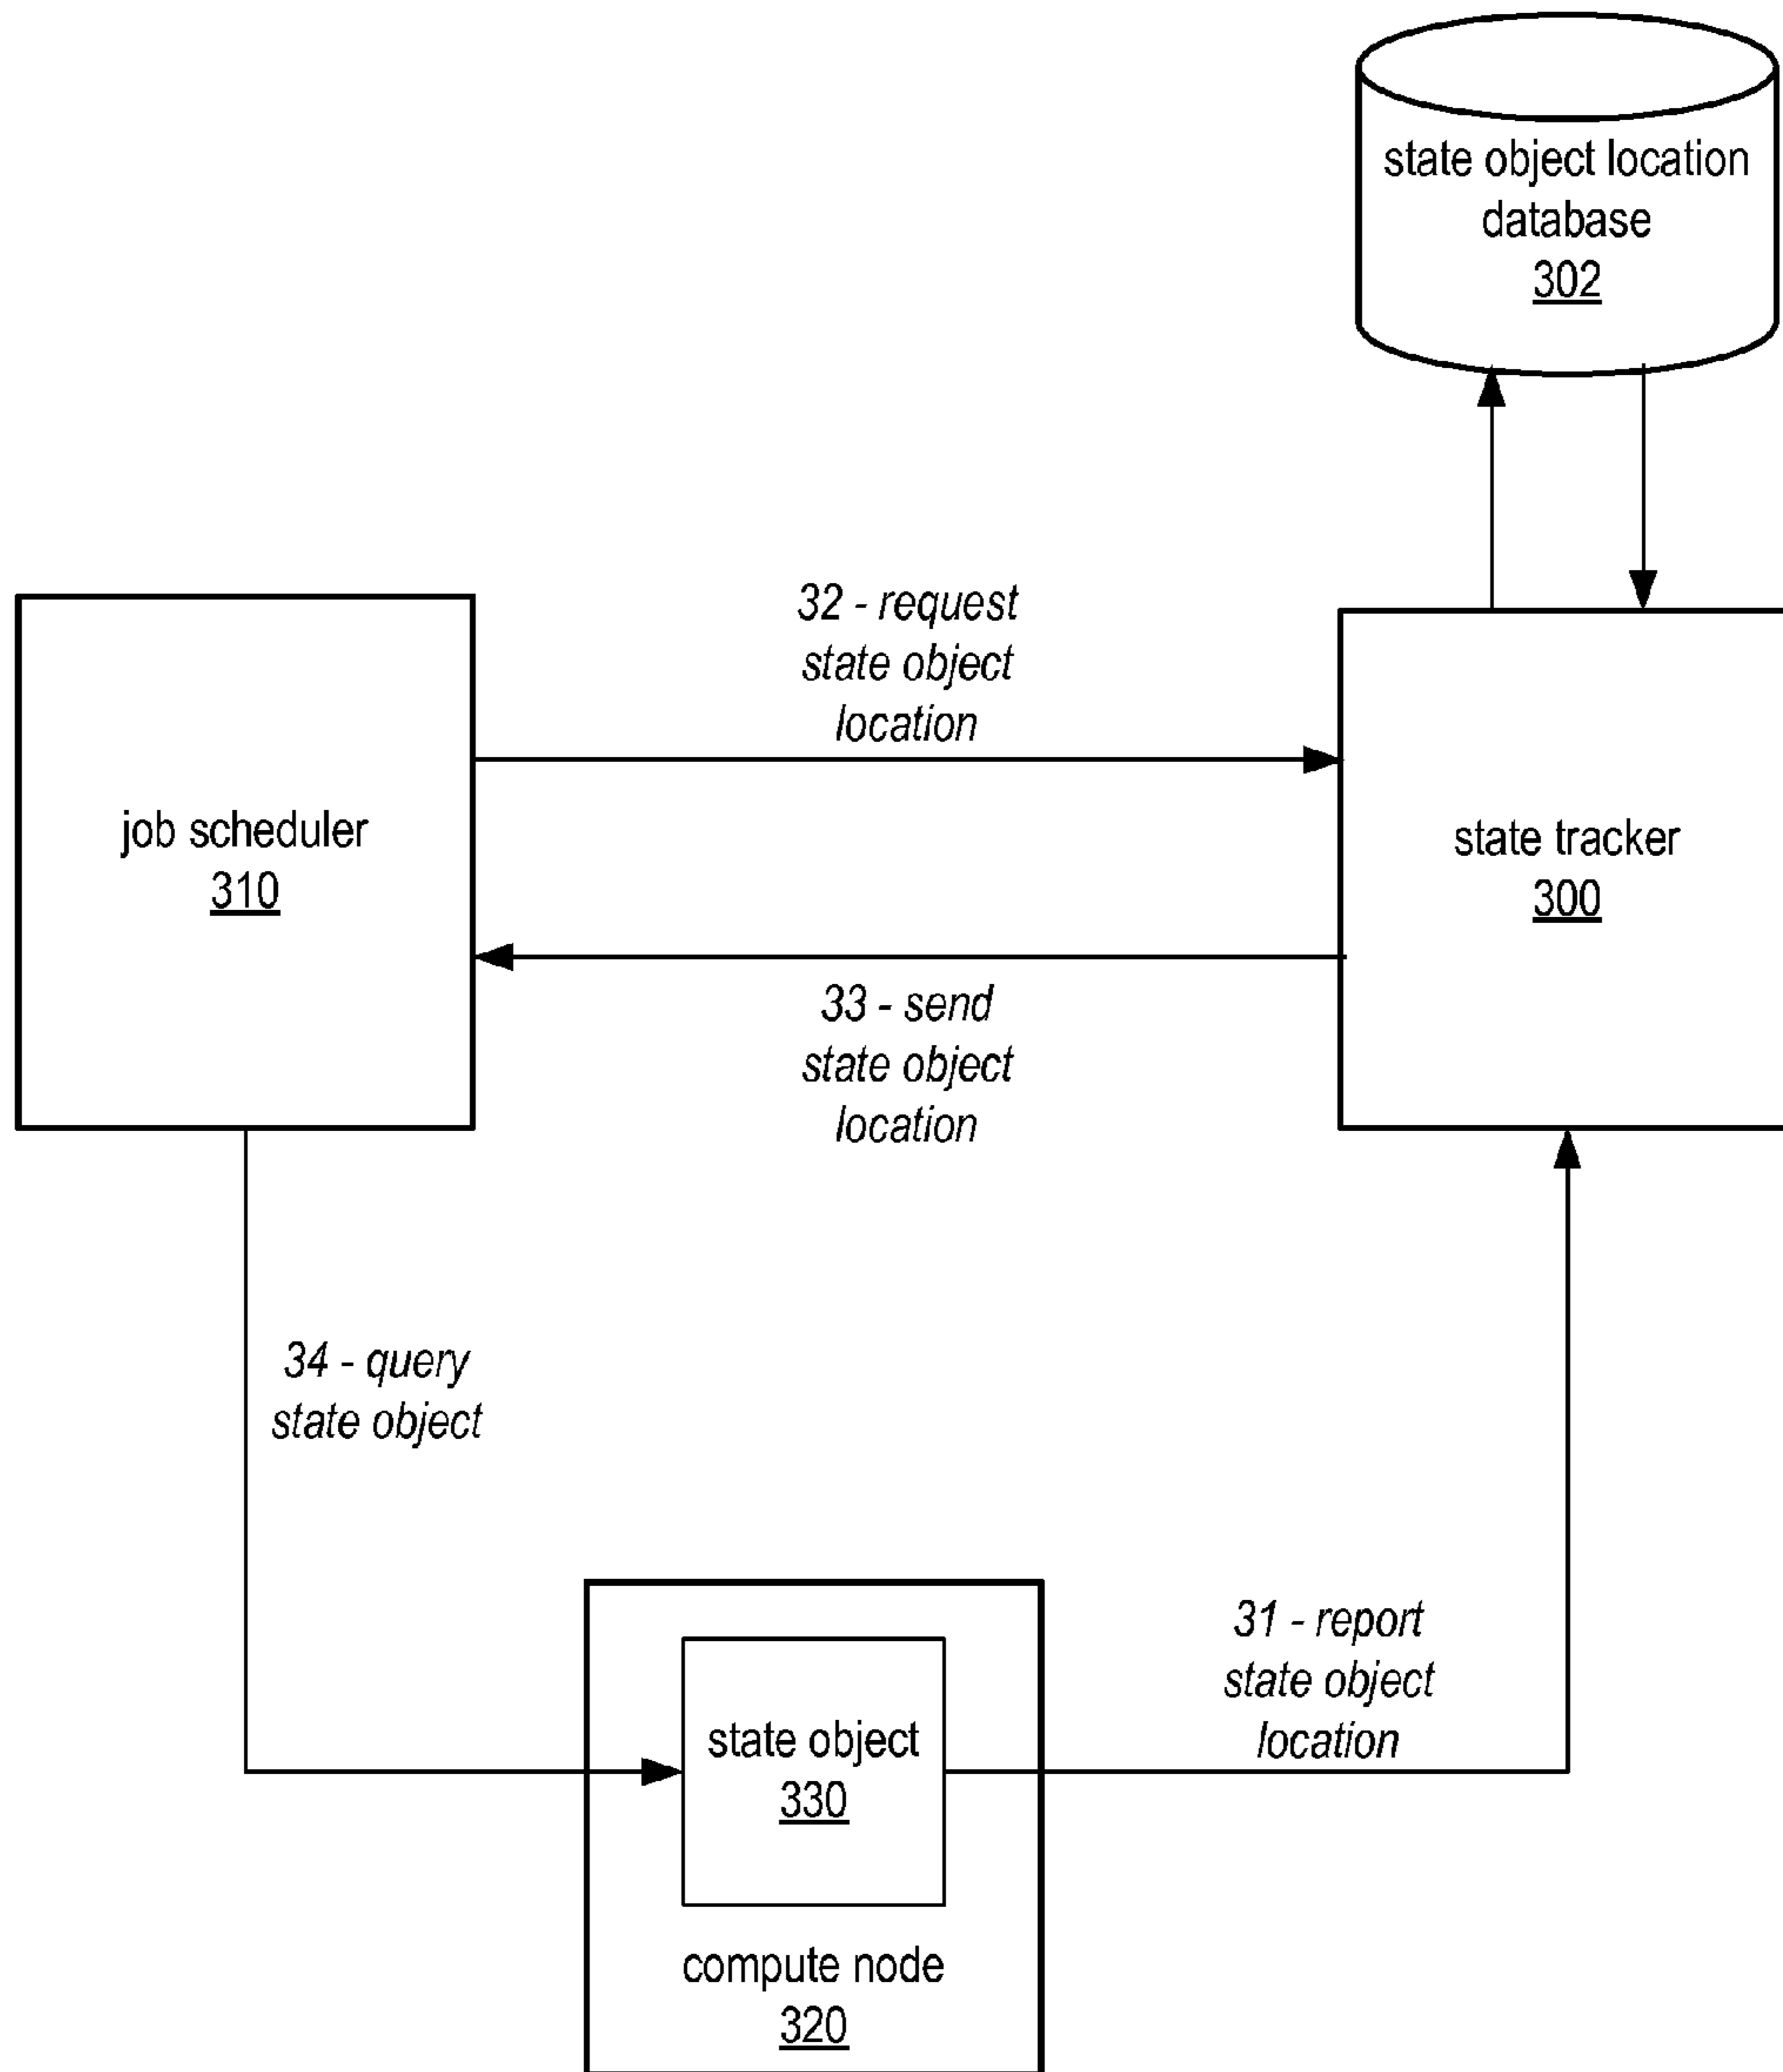 state object location
database
302
32 - request
state object
location
job scheduler
310
state tracker
300
33 - send
state object
location
34 - query
state object
31 - report
state object
location
state object
330
compute node
320